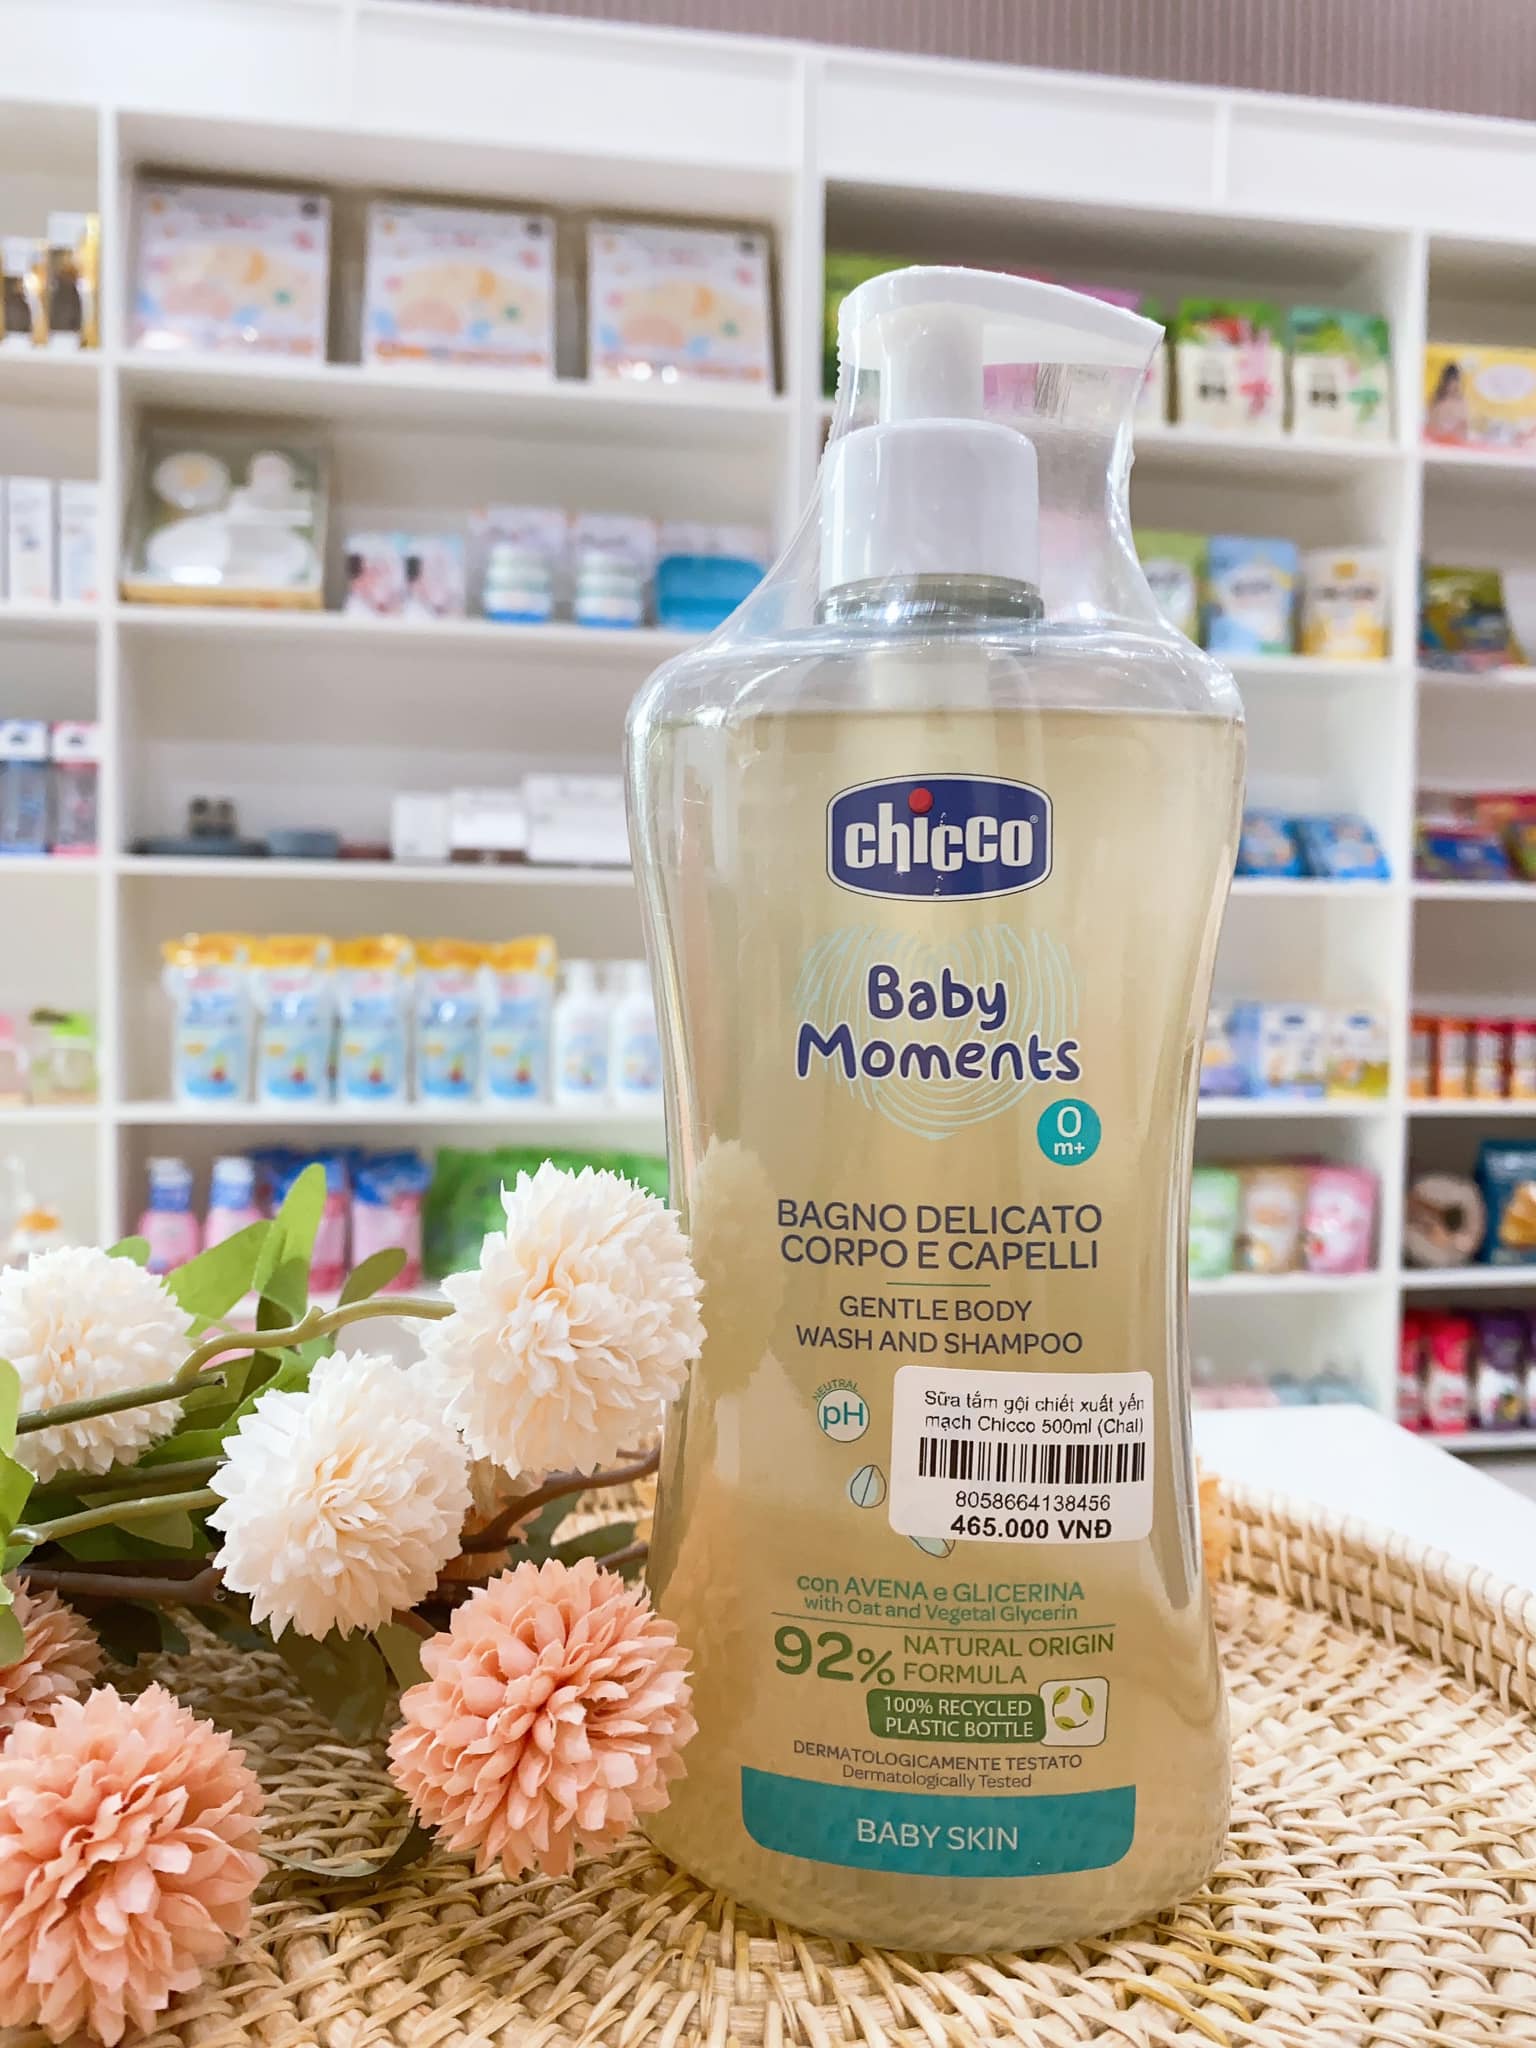 chicco
Baby
Moments
0
m+
BAGNO DELICATO
CORPO E CAPELLI
GENTLE BODY
WASH AND SHAMPOO
NEUTRAL
pH
Sữa tắm gội chiết xuất yến
mạch Chicco 500ml (Chai)
8058664138456
465.000 VNĐ
con AVENA e GLICERINA
with Oat and Vegetal Glycerin
92% NATURAL ORIGIN
FORMULA
100% RECYCLED
PLASTIC BOTTLE
DERMATOLOGICAMENTE TESTATO
Dermatologically Tested
BABY SKIN